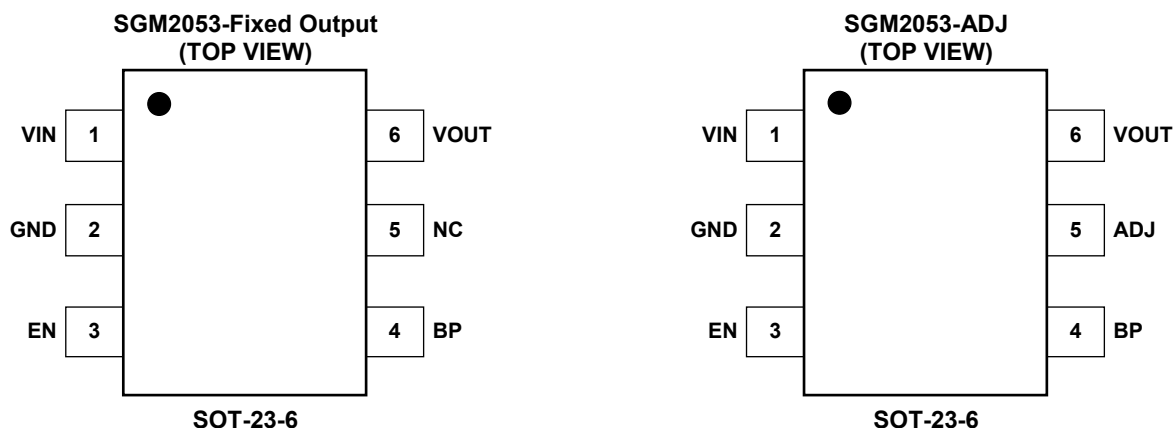 SGM2053-Fixed Output
(TOP VIEW)
VIN 1 6 VOUT
GND 2 5 NC
EN 3 4 BP
SOT-23-6
SGM2053-ADJ
(TOP VIEW)
VIN 1 6 VOUT
GND 2 5 ADJ
EN 3 4 BP
SOT-23-6